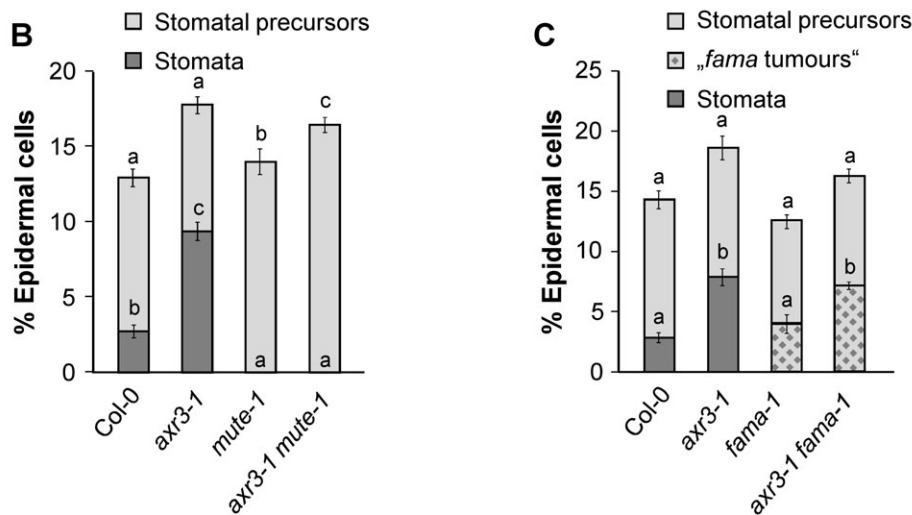 B
Stomatal precursors
Stomata
% Epidermal cells
20
15
10
5
0
a
b
a
c
b
a
c
a
Col-0
axr3-1
mute-1
axr3-1 mute-1
C
Stomatal precursors
„fama tumours“
Stomata
% Epidermal cells
25
20
15
10
5
0
a
a
a
b
a
a
a
b
Col-0
axr3-1
fama-1
axr3-1 fama-1